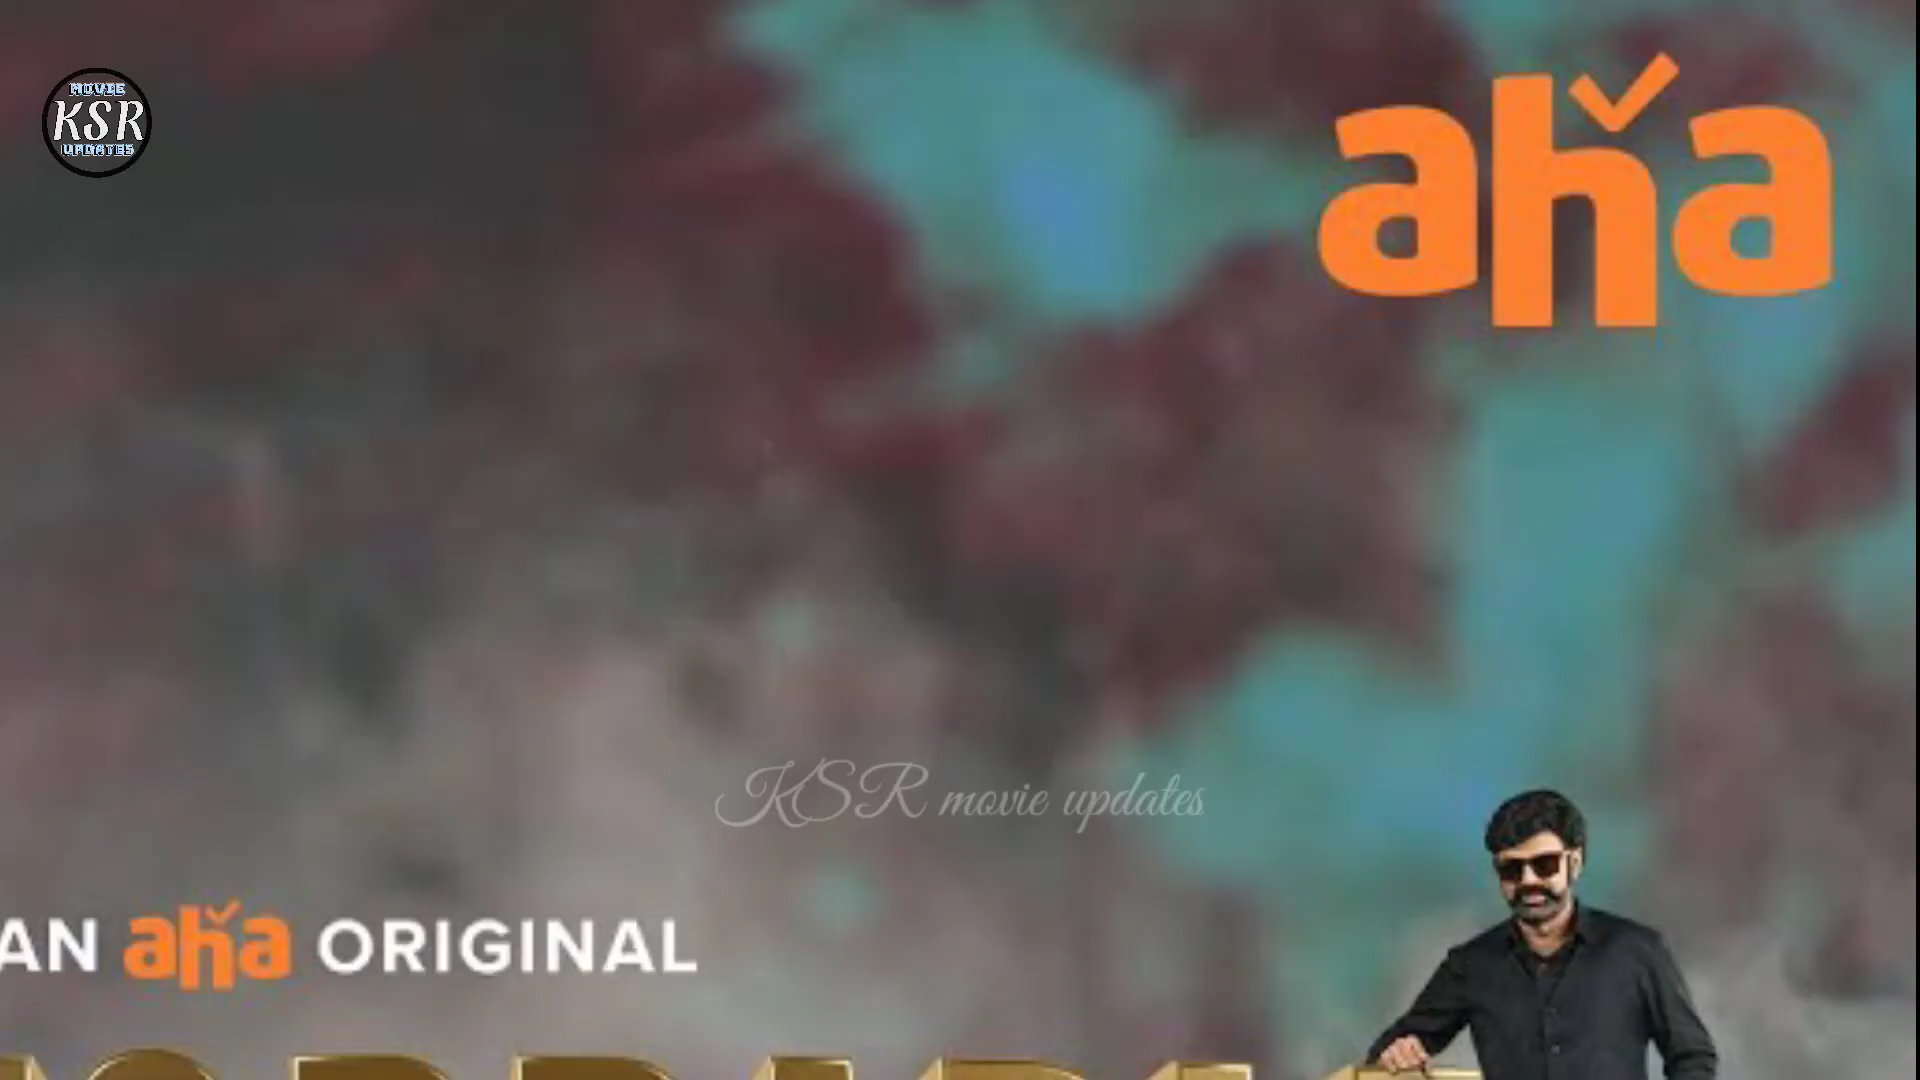 MOVIE
KSR
UPDATES
aha
KSR movie updates
AN aha ORIGINAL